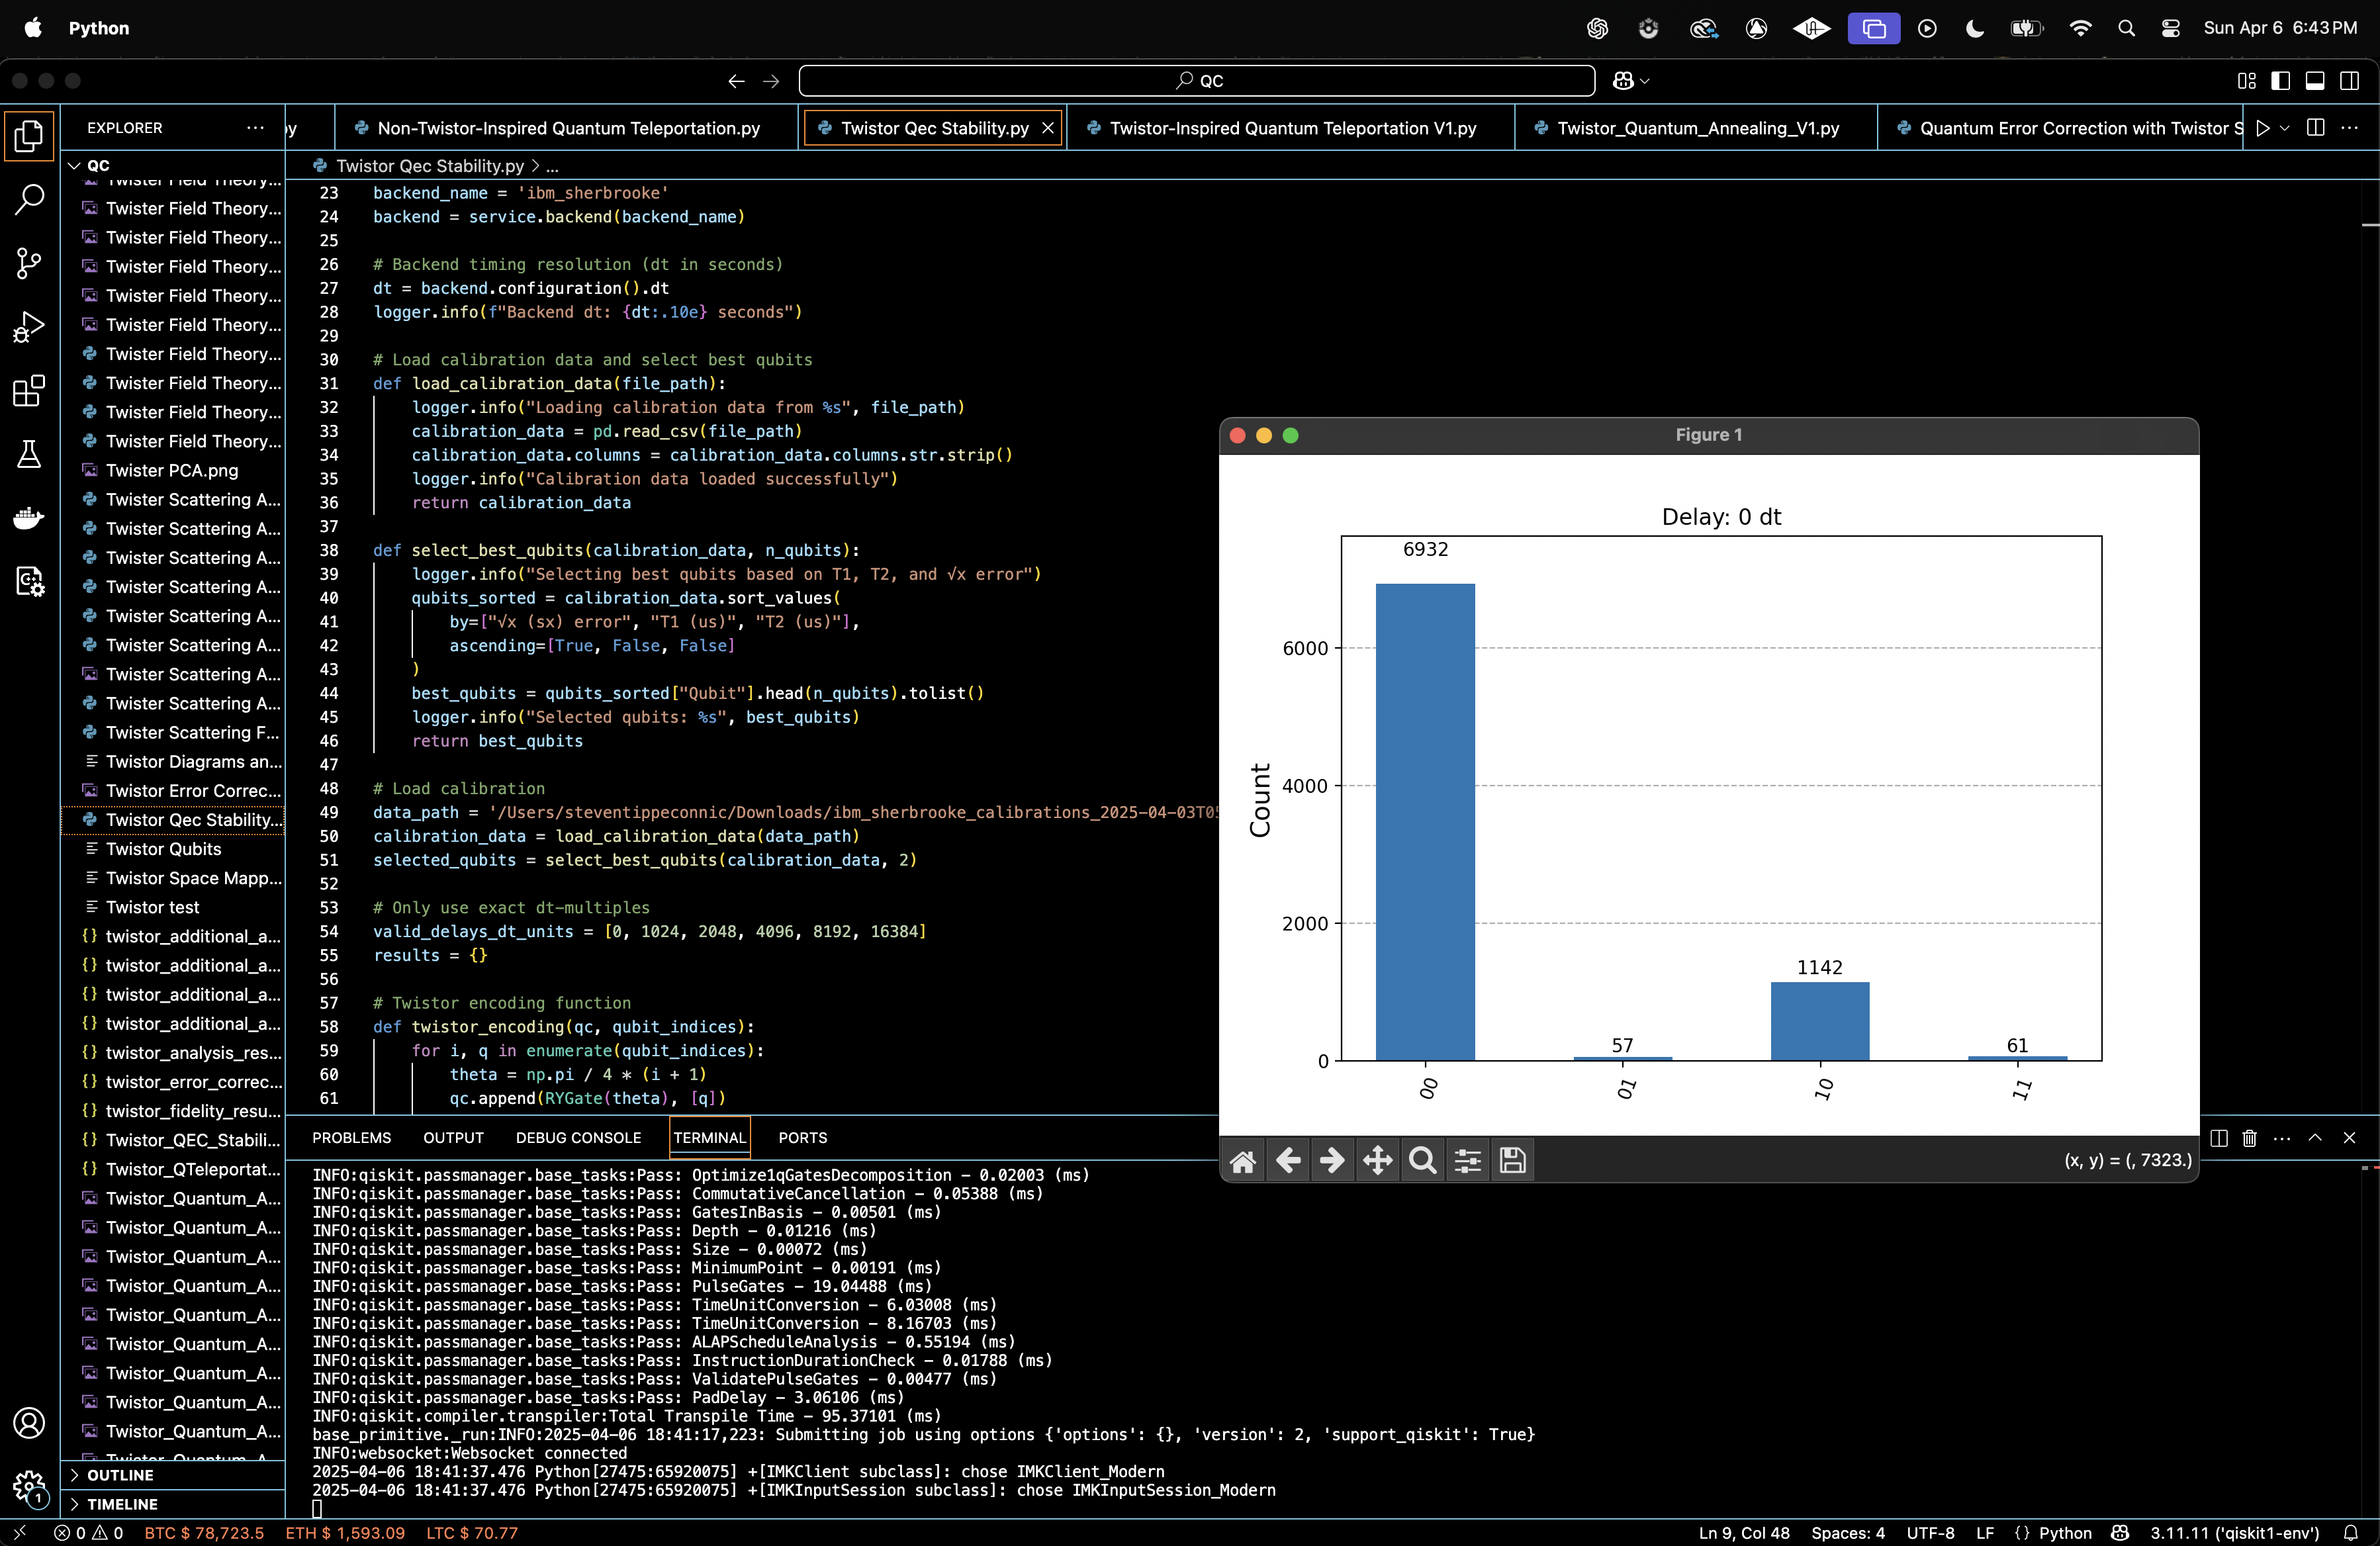 Python
Sun Apr 6 6:43 PM
QC
EXPLORER
y
Non-Twistor-Inspired Quantum Teleportation.py
Twistor Qec Stability.py
Twistor-Inspired Quantum Teleportation V1.py
Twistor_Quantum_Annealing_V1.py
Quantum Error Correction with Twistor S
QC
Twister Field Theory...
Twister Field Theory...
Twister Field Theory...
Twister Field Theory...
Twister Field Theory...
Twister Field Theory...
Twister Field Theory...
Twister Field Theory...
Twister Field Theory...
Twister Field Theory...
Twister PCA.png
Twister Scattering A...
Twister Scattering A...
Twister Scattering A...
Twister Scattering A...
Twister Scattering A...
Twister Scattering A...
Twister Scattering A...
Twister Scattering A...
Twister Scattering F...
Twistor Diagrams an...
Twistor Error Correc...
Twistor Qec Stability...
Twistor Qubits
Twistor Space Mapp...
Twistor test
twistor_additional_a...
twistor_additional_a...
twistor_additional_a...
twistor_additional_a...
twistor_analysis_res...
twistor_error_correc...
twistor_fidelity_resu...
Twistor_QEC_Stabili...
Twistor_QTeleportat...
Twistor_Quantum_A...
Twistor_Quantum_A...
Twistor_Quantum_A...
Twistor_Quantum_A...
Twistor_Quantum_A...
Twistor_Quantum_A...
Twistor_Quantum_A...
Twistor_Quantum_A...
Twistor_Quantum_A...
Twistor_Quantum_A...
OUTLINE
TIMELINE
Twistor Qec Stability.py > ...
23 backend_name = 'ibm_sherbrooke'
24 backend = service.backend(backend_name)
25
26 # Backend timing resolution (dt in seconds)
27 dt = backend.configuration().dt
28 logger.info(f"Backend dt: {dt:.10e} seconds")
29
30 # Load calibration data and select best qubits
31 def load_calibration_data(file_path):
32 logger.info("Loading calibration data from %s", file_path)
33 calibration_data = pd.read_csv(file_path)
34 calibration_data.columns = calibration_data.columns.str.strip()
35 logger.info("Calibration data loaded successfully")
36 return calibration_data
37
38 def select_best_qubits(calibration_data, n_qubits):
39 logger.info("Selecting best qubits based on T1, T2, and √x error")
40 qubits_sorted = calibration_data.sort_values(
41 by=["√x (sx) error", "T1 (us)", "T2 (us)"],
42 ascending=[True, False, False]
43 )
44 best_qubits = qubits_sorted["Qubit"].head(n_qubits).tolist()
45 logger.info("Selected qubits: %s", best_qubits)
46 return best_qubits
47
48 # Load calibration
49 data_path = '/Users/steventippeconnic/Downloads/ibm_sherbrooke_calibrations_2025-04-03T05
50 calibration_data = load_calibration_data(data_path)
51 selected_qubits = select_best_qubits(calibration_data, 2)
52
53 # Only use exact dt-multiples
54 valid_delays_dt_units = [0, 1024, 2048, 4096, 8192, 16384]
55 results = {}
56
57 # Twistor encoding function
58 def twistor_encoding(qc, qubit_indices):
59 for i, q in enumerate(qubit_indices):
60 theta = np.pi / 4 * (i + 1)
61 qc.append(RYGate(theta), [q])
Figure 1
Delay: 0 dt
6932
57
1142
61
Count
6000
4000
2000
0
00
01
10
11
(x, y) = (, 7323.)
PROBLEMS OUTPUT DEBUG CONSOLE TERMINAL PORTS
INFO:qiskit.passmanager.base_tasks:Pass: Optimize1qGatesDecomposition - 0.02003 (ms)
INFO:qiskit.passmanager.base_tasks:Pass: CommutativeCancellation - 0.05388 (ms)
INFO:qiskit.passmanager.base_tasks:Pass: GatesInBasis - 0.00501 (ms)
INFO:qiskit.passmanager.base_tasks:Pass: Depth - 0.01216 (ms)
INFO:qiskit.passmanager.base_tasks:Pass: Size - 0.00072 (ms)
INFO:qiskit.passmanager.base_tasks:Pass: MinimumPoint - 0.00191 (ms)
INFO:qiskit.passmanager.base_tasks:Pass: PulseGates - 19.04488 (ms)
INFO:qiskit.passmanager.base_tasks:Pass: TimeUnitConversion - 6.03008 (ms)
INFO:qiskit.passmanager.base_tasks:Pass: TimeUnitConversion - 8.16703 (ms)
INFO:qiskit.passmanager.base_tasks:Pass: ALAPScheduleAnalysis - 0.55194 (ms)
INFO:qiskit.passmanager.base_tasks:Pass: InstructionDurationCheck - 0.01788 (ms)
INFO:qiskit.passmanager.base_tasks:Pass: ValidatePulseGates - 0.00477 (ms)
INFO:qiskit.passmanager.base_tasks:Pass: PadDelay - 3.06106 (ms)
INFO:qiskit.compiler.transpiler:Total Transpile Time - 95.37101 (ms)
base_primitive._run:INFO:2025-04-06 18:41:17,223: Submitting job using options {'options': {}, 'version': 2, 'support_qiskit': True}
INFO:websocket:Websocket connected
2025-04-06 18:41:37.476 Python[27475:65920075] +[IMKClient subclass]: chose IMKClient_Modern
2025-04-06 18:41:37.476 Python[27475:65920075] +[IMKInputSession subclass]: chose IMKInputSession_Modern
1
0 0 BTC $ 78,723.5 ETH $ 1,593.09 LTC $ 70.77
Ln 9, Col 48 Spaces: 4 UTF-8 LF {} Python 3.11.11 ('qiskit1-env')